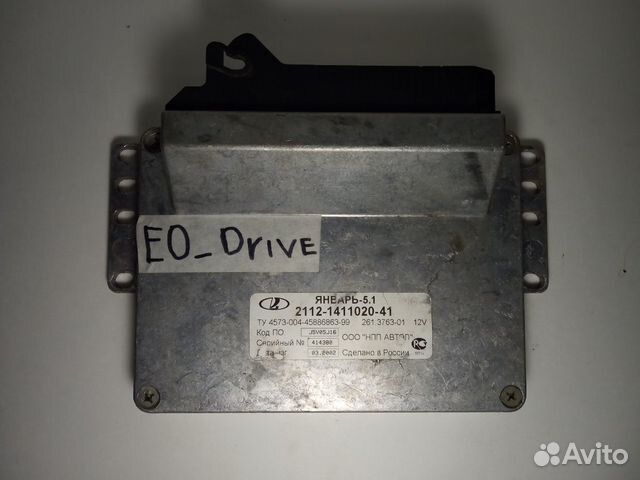 EO_Drive
ЯНВАРЬ-5.1
2112-1411020-41
ТУ 4573-004-45886863-99 261 3763-01 12V
Код ПО J5V05J16
Серийный № 414380 ООО "НПП АВТЭЛ"
03.2002 Сделано в России
Avito